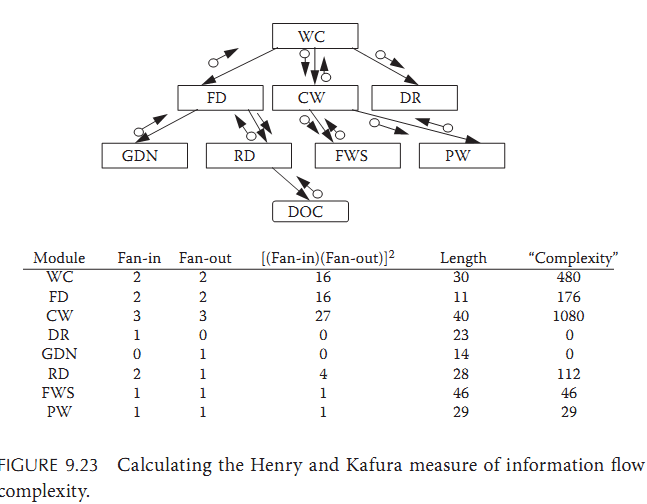 WC
FD CW DR
GDN RD FWS PW
DOC
Module Fan-in Fan-out [(Fan-in)(Fan-out)]² Length “Complexity”
WC 2 2 16 30 480
FD 2 2 16 11 176
CW 3 3 27 40 1080
DR 1 0 0 23 0
GDN 0 1 0 14 0
RD 2 1 4 28 112
FWS 1 1 1 46 46
PW 1 1 1 29 29
FIGURE 9.23 Calculating the Henry and Kafura measure of information flow
complexity.